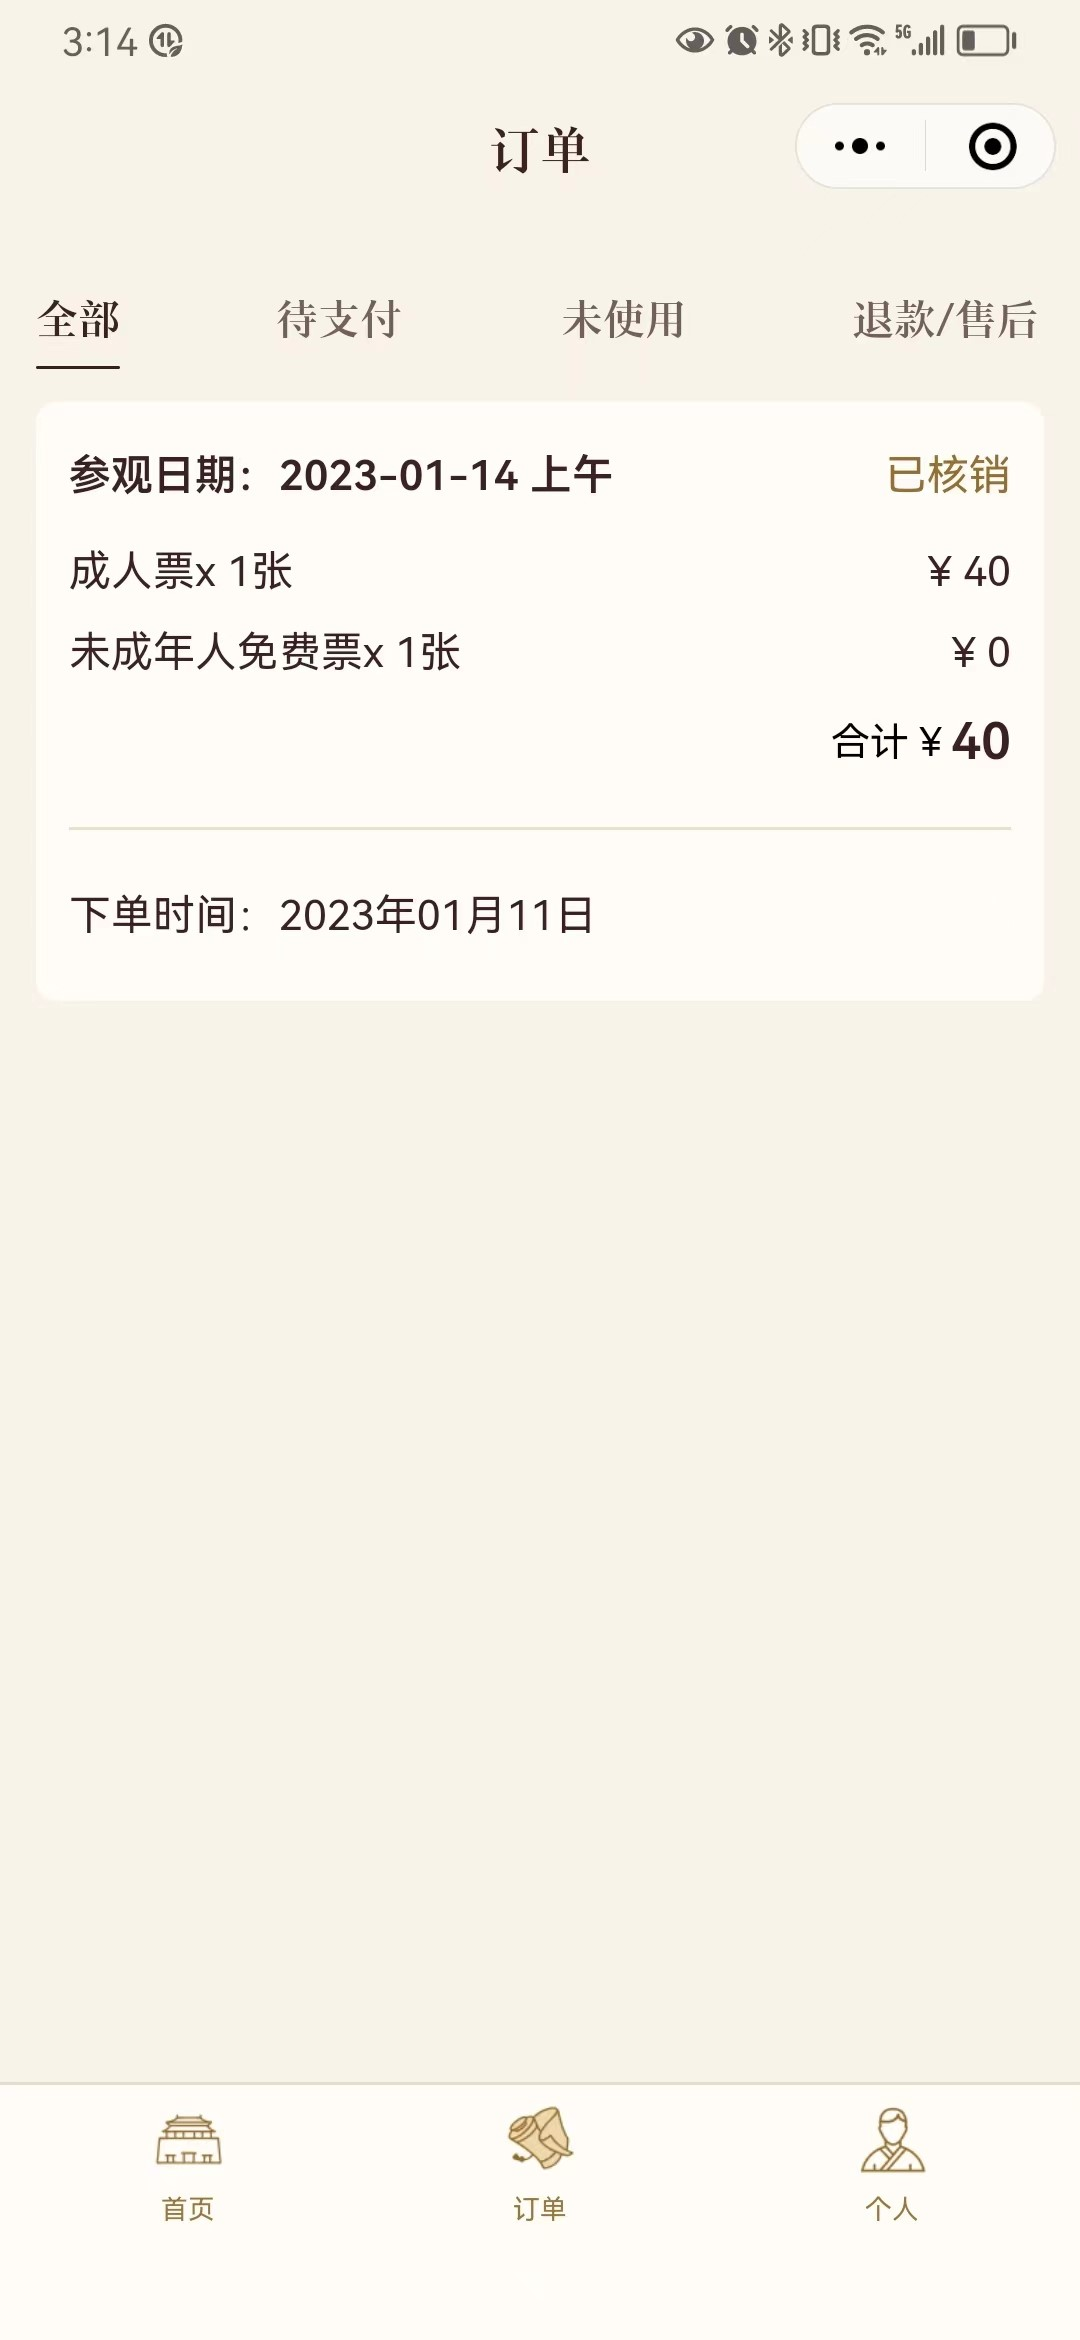 3:14
5G
订单
全部 待支付 未使用 退款/售后
参观日期：2023-01-14 上午 已核销
成人票x 1张 ¥ 40
未成年人免费票x 1张 ¥ 0
合计 ¥ 40
下单时间：2023年01月11日
首页 订单 个人